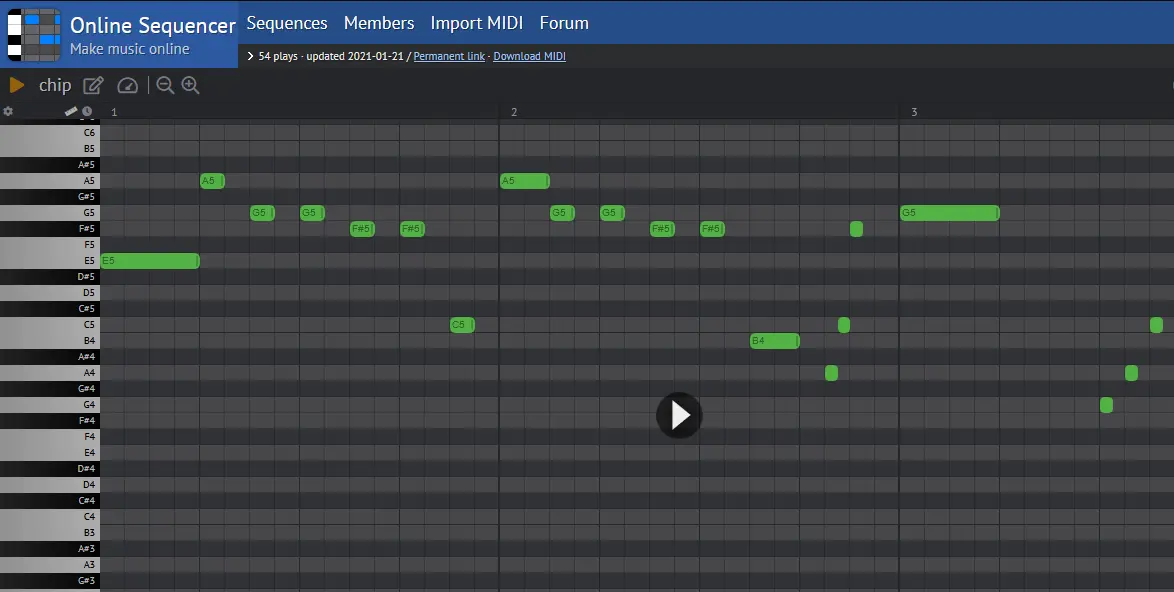 Online Sequencer
Make music online
Sequences Members Import MIDI Forum
54 plays · updated 2021-01-21 / Permanent link · Download MIDI
chip
1 2 3
C6
B5
A#5
A5 A5 A5
G#5
G5 G5 G5 G5 G5 G5
F#5 F#5 F#5 F#5 F#5
F5
E5 E5
D#5
D5
C#5
C5 C5
B4 B4
A#4
A4
G#4
G4
F#4
F4
E4
D#4
D4
C#4
C4
B3
A#3
A3
G#3